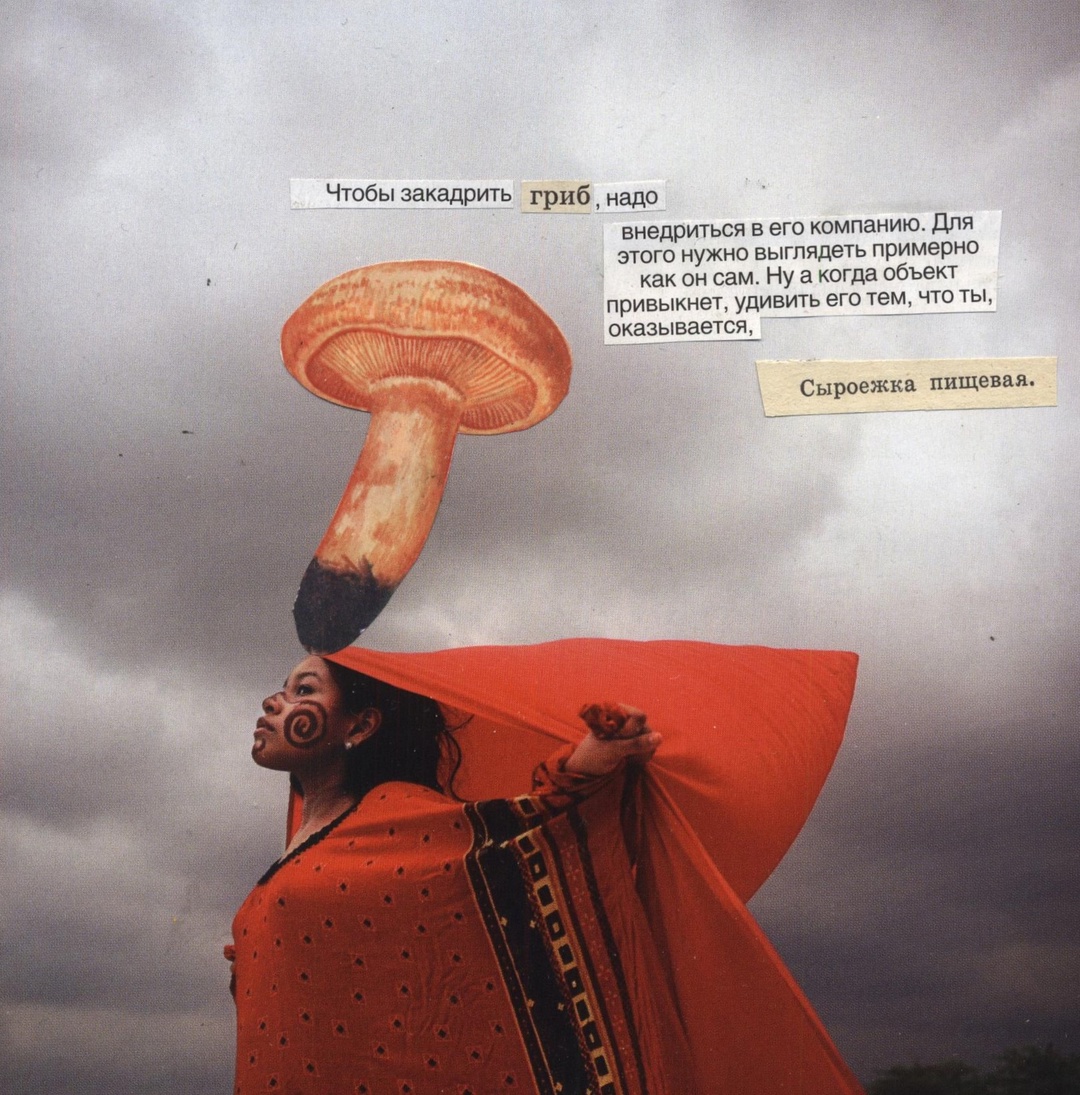 Чтобы закадрить гриб, надо
внедриться в его компанию. Для
этого нужно выглядеть примерно
как он сам. Ну а когда объект
привыкнет, удивить его тем, что ты,
оказывается,
Сыроежка пищевая.